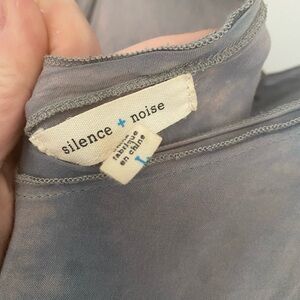 silence + noise
fabriqué
en chine
L